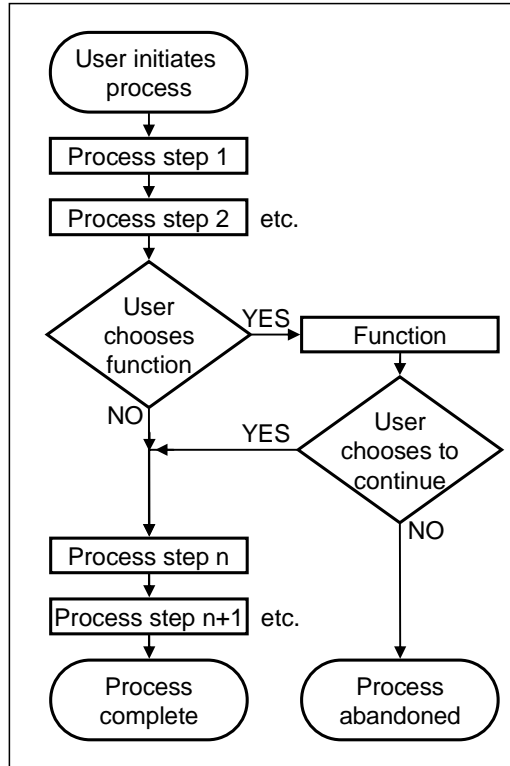 User initiates
process
Process step 1
Process step 2 etc.
User
chooses
function
YES
Function
NO
YES
User
chooses to
continue
NO
Process step n
Process step n+1 etc.
Process
complete
Process
abandoned